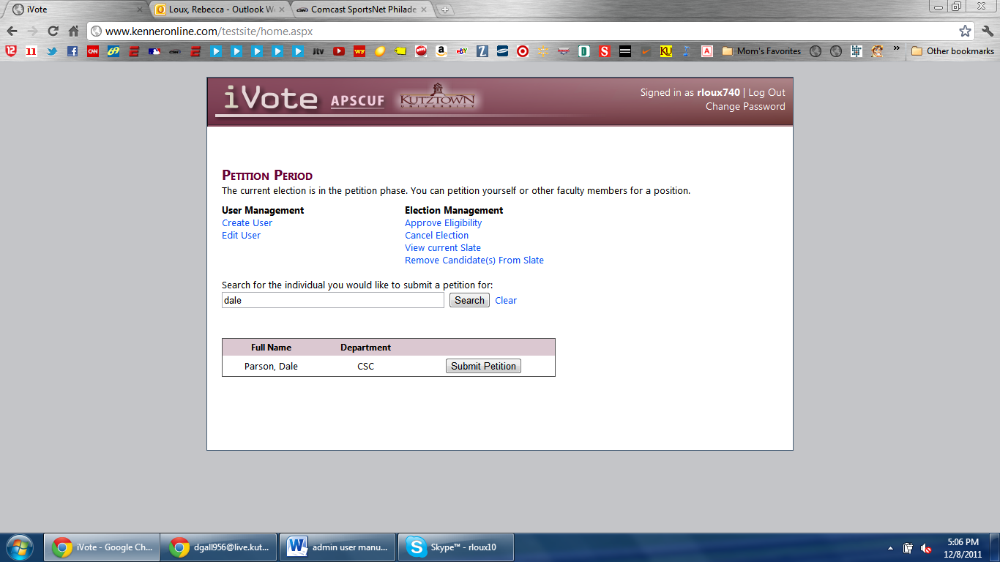 iVote
Loux, Rebecca - Outlook We
Comcast SportsNet Philade
www.kenneronline.com/testsite/home.aspx
Mom's Favorites
Other bookmarks
iVote APSCUF KUTZTOWN UNIVERSITY
Signed in as rloux740 | Log Out
Change Password
PETITION PERIOD
The current election is in the petition phase. You can petition yourself or other faculty members for a position.
User Management Election Management
Create User Approve Eligibility
Edit User Cancel Election
View current Slate
Remove Candidate(s) From Slate
Search for the individual you would like to submit a petition for:
dale Search Clear
Full Name Department
Parson, Dale CSC Submit Petition
iVote - Google Ch...
dgall956@live.kut...
admin user manu...
Skype™ - rloux10
5:06 PM
12/8/2011